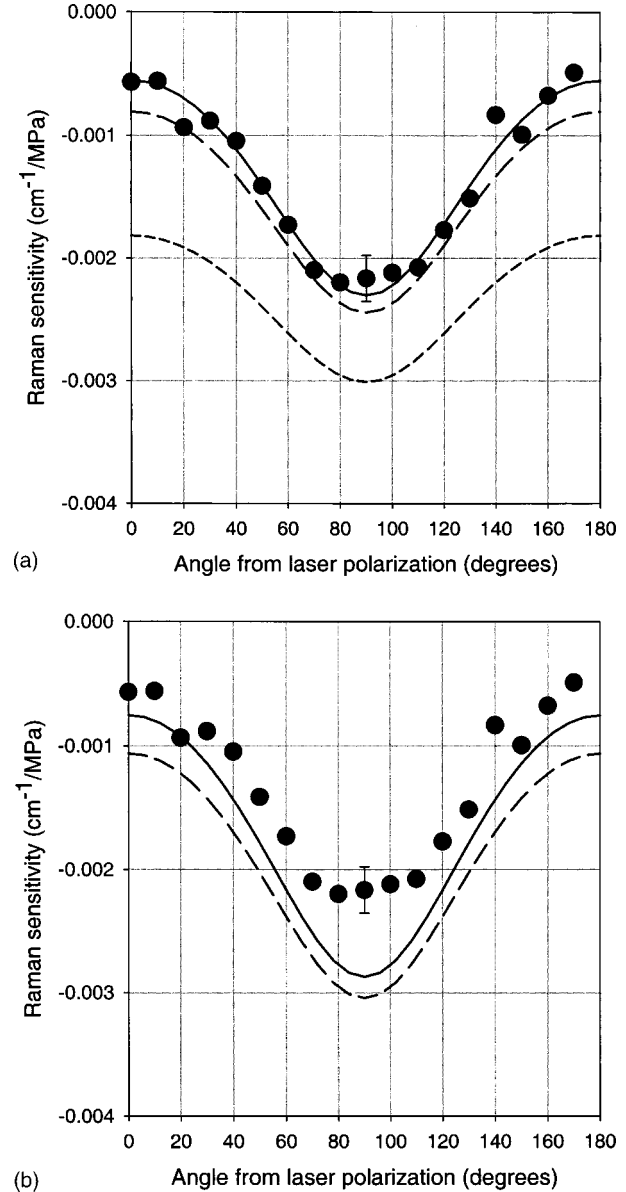 0.000
-0.001
-0.002
-0.003
-0.004
Raman sensitivity (cm⁻¹/MPa)
0 20 40 60 80 100 120 140 160 180
(a)
Angle from laser polarization (degrees)
0.000
-0.001
-0.002
-0.003
-0.004
Raman sensitivity (cm⁻¹/MPa)
0 20 40 60 80 100 120 140 160 180
(b)
Angle from laser polarization (degrees)